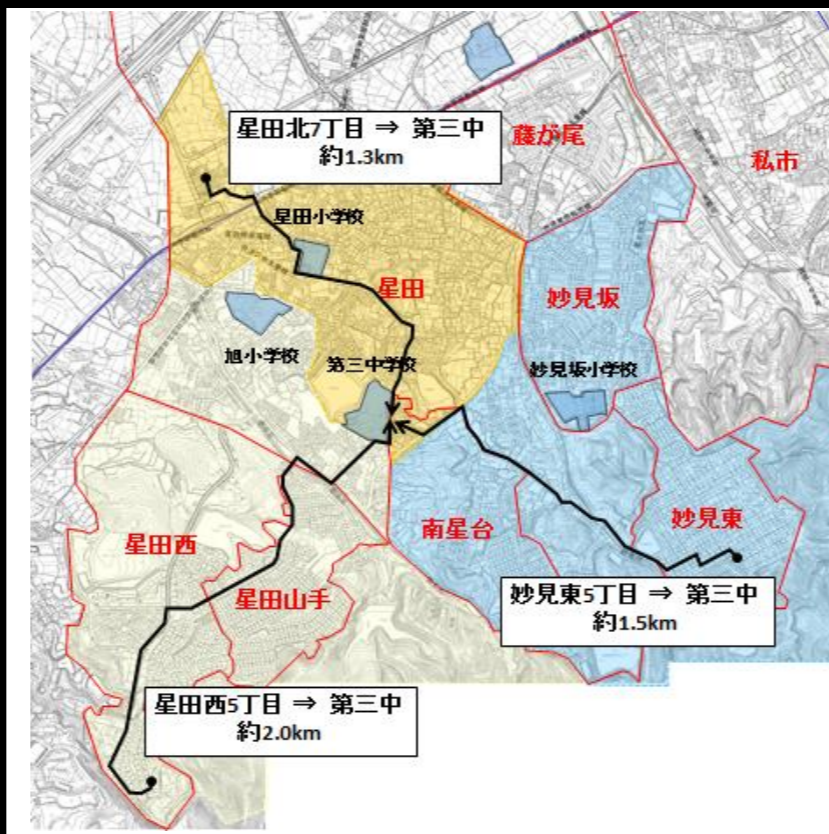 星田北7丁目 ⇒ 第三中
約1.3km
藤が尾
私市
星田小学校
星田
妙見坂
旭小学校
第三中学校
妙見坂小学校
星田西
南星台
妙見東
星田山手
妙見東5丁目 ⇒ 第三中
約1.5km
星田西5丁目 ⇒ 第三中
約2.0km